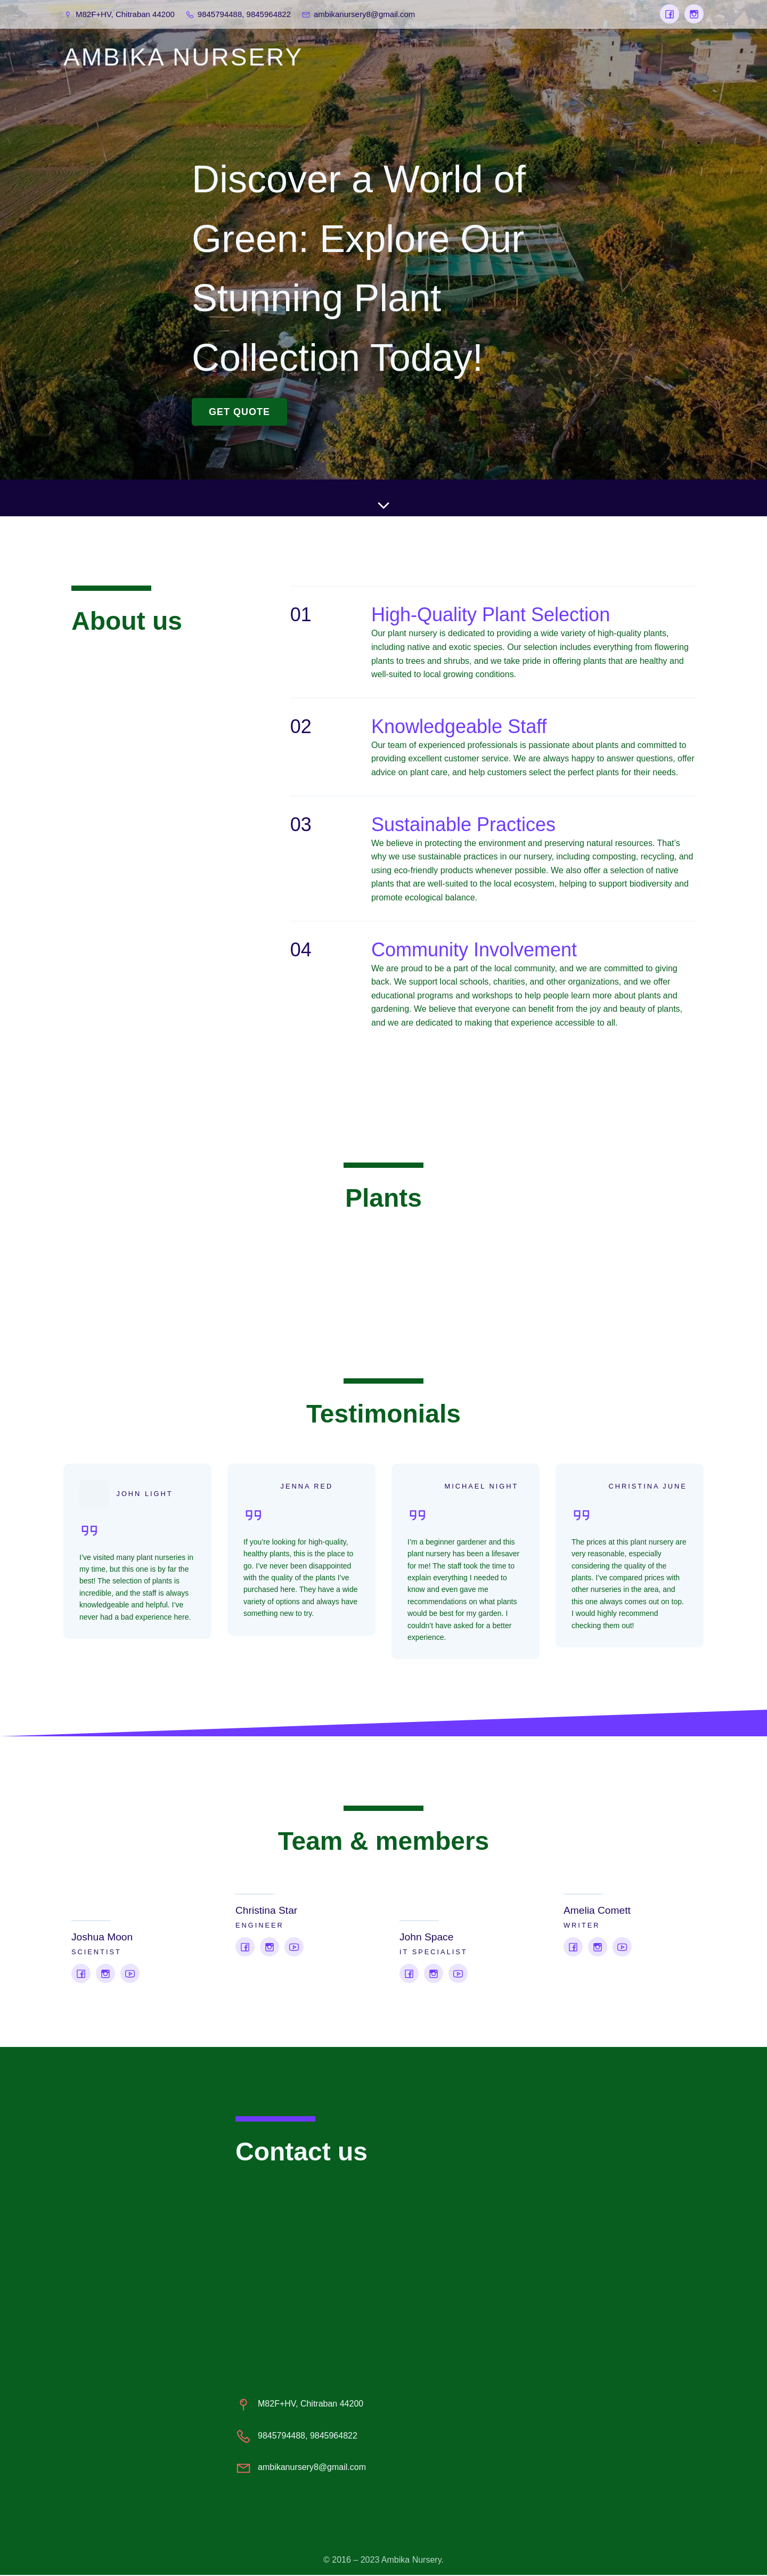 M82F+HV, Chitraban 44200 9845794488, 9845964822 ambikanursery8@gmail.com
AMBIKA NURSERY
Discover a World of
Green: Explore Our
Stunning Plant
Collection Today!
GET QUOTE
About us
01 High-Quality Plant Selection
Our plant nursery is dedicated to providing a wide variety of high-quality plants,
including native and exotic species. Our selection includes everything from flowering
plants to trees and shrubs, and we take pride in offering plants that are healthy and
well-suited to local growing conditions.
02 Knowledgeable Staff
Our team of experienced professionals is passionate about plants and committed to
providing excellent customer service. We are always happy to answer questions, offer
advice on plant care, and help customers select the perfect plants for their needs.
03 Sustainable Practices
We believe in protecting the environment and preserving natural resources. That's
why we use sustainable practices in our nursery, including composting, recycling, and
using eco-friendly products whenever possible. We also offer a selection of native
plants that are well-suited to the local ecosystem, helping to support biodiversity and
promote ecological balance.
04 Community Involvement
We are proud to be a part of the local community, and we are committed to giving
back. We support local schools, charities, and other organizations, and we offer
educational programs and workshops to help people learn more about plants and
gardening. We believe that everyone can benefit from the joy and beauty of plants,
and we are dedicated to making that experience accessible to all.
Plants
Testimonials
JOHN LIGHT
I've visited many plant nurseries in
my time, but this one is by far the
best! The selection of plants is
incredible, and the staff is always
knowledgeable and helpful. I've
never had a bad experience here.
JENNA RED
If you're looking for high-quality,
healthy plants, this is the place to
go. I've never been disappointed
with the quality of the plants I've
purchased here. They have a wide
variety of options and always have
something new to try.
MICHAEL NIGHT
I'm a beginner gardener and this
plant nursery has been a lifesaver
for me! The staff took the time to
explain everything I needed to
know and even gave me
recommendations on what plants
would be best for my garden. I
couldn't have asked for a better
experience.
CHRISTINA JUNE
The prices at this plant nursery are
very reasonable, especially
considering the quality of the
plants. I've compared prices with
other nurseries in the area, and
this one always comes out on top.
I would highly recommend
checking them out!
Team & members
Joshua Moon
SCIENTIST
Christina Star
ENGINEER
John Space
IT SPECIALIST
Amelia Comett
WRITER
Contact us
M82F+HV, Chitraban 44200
9845794488, 9845964822
ambikanursery8@gmail.com
© 2016 – 2023 Ambika Nursery.